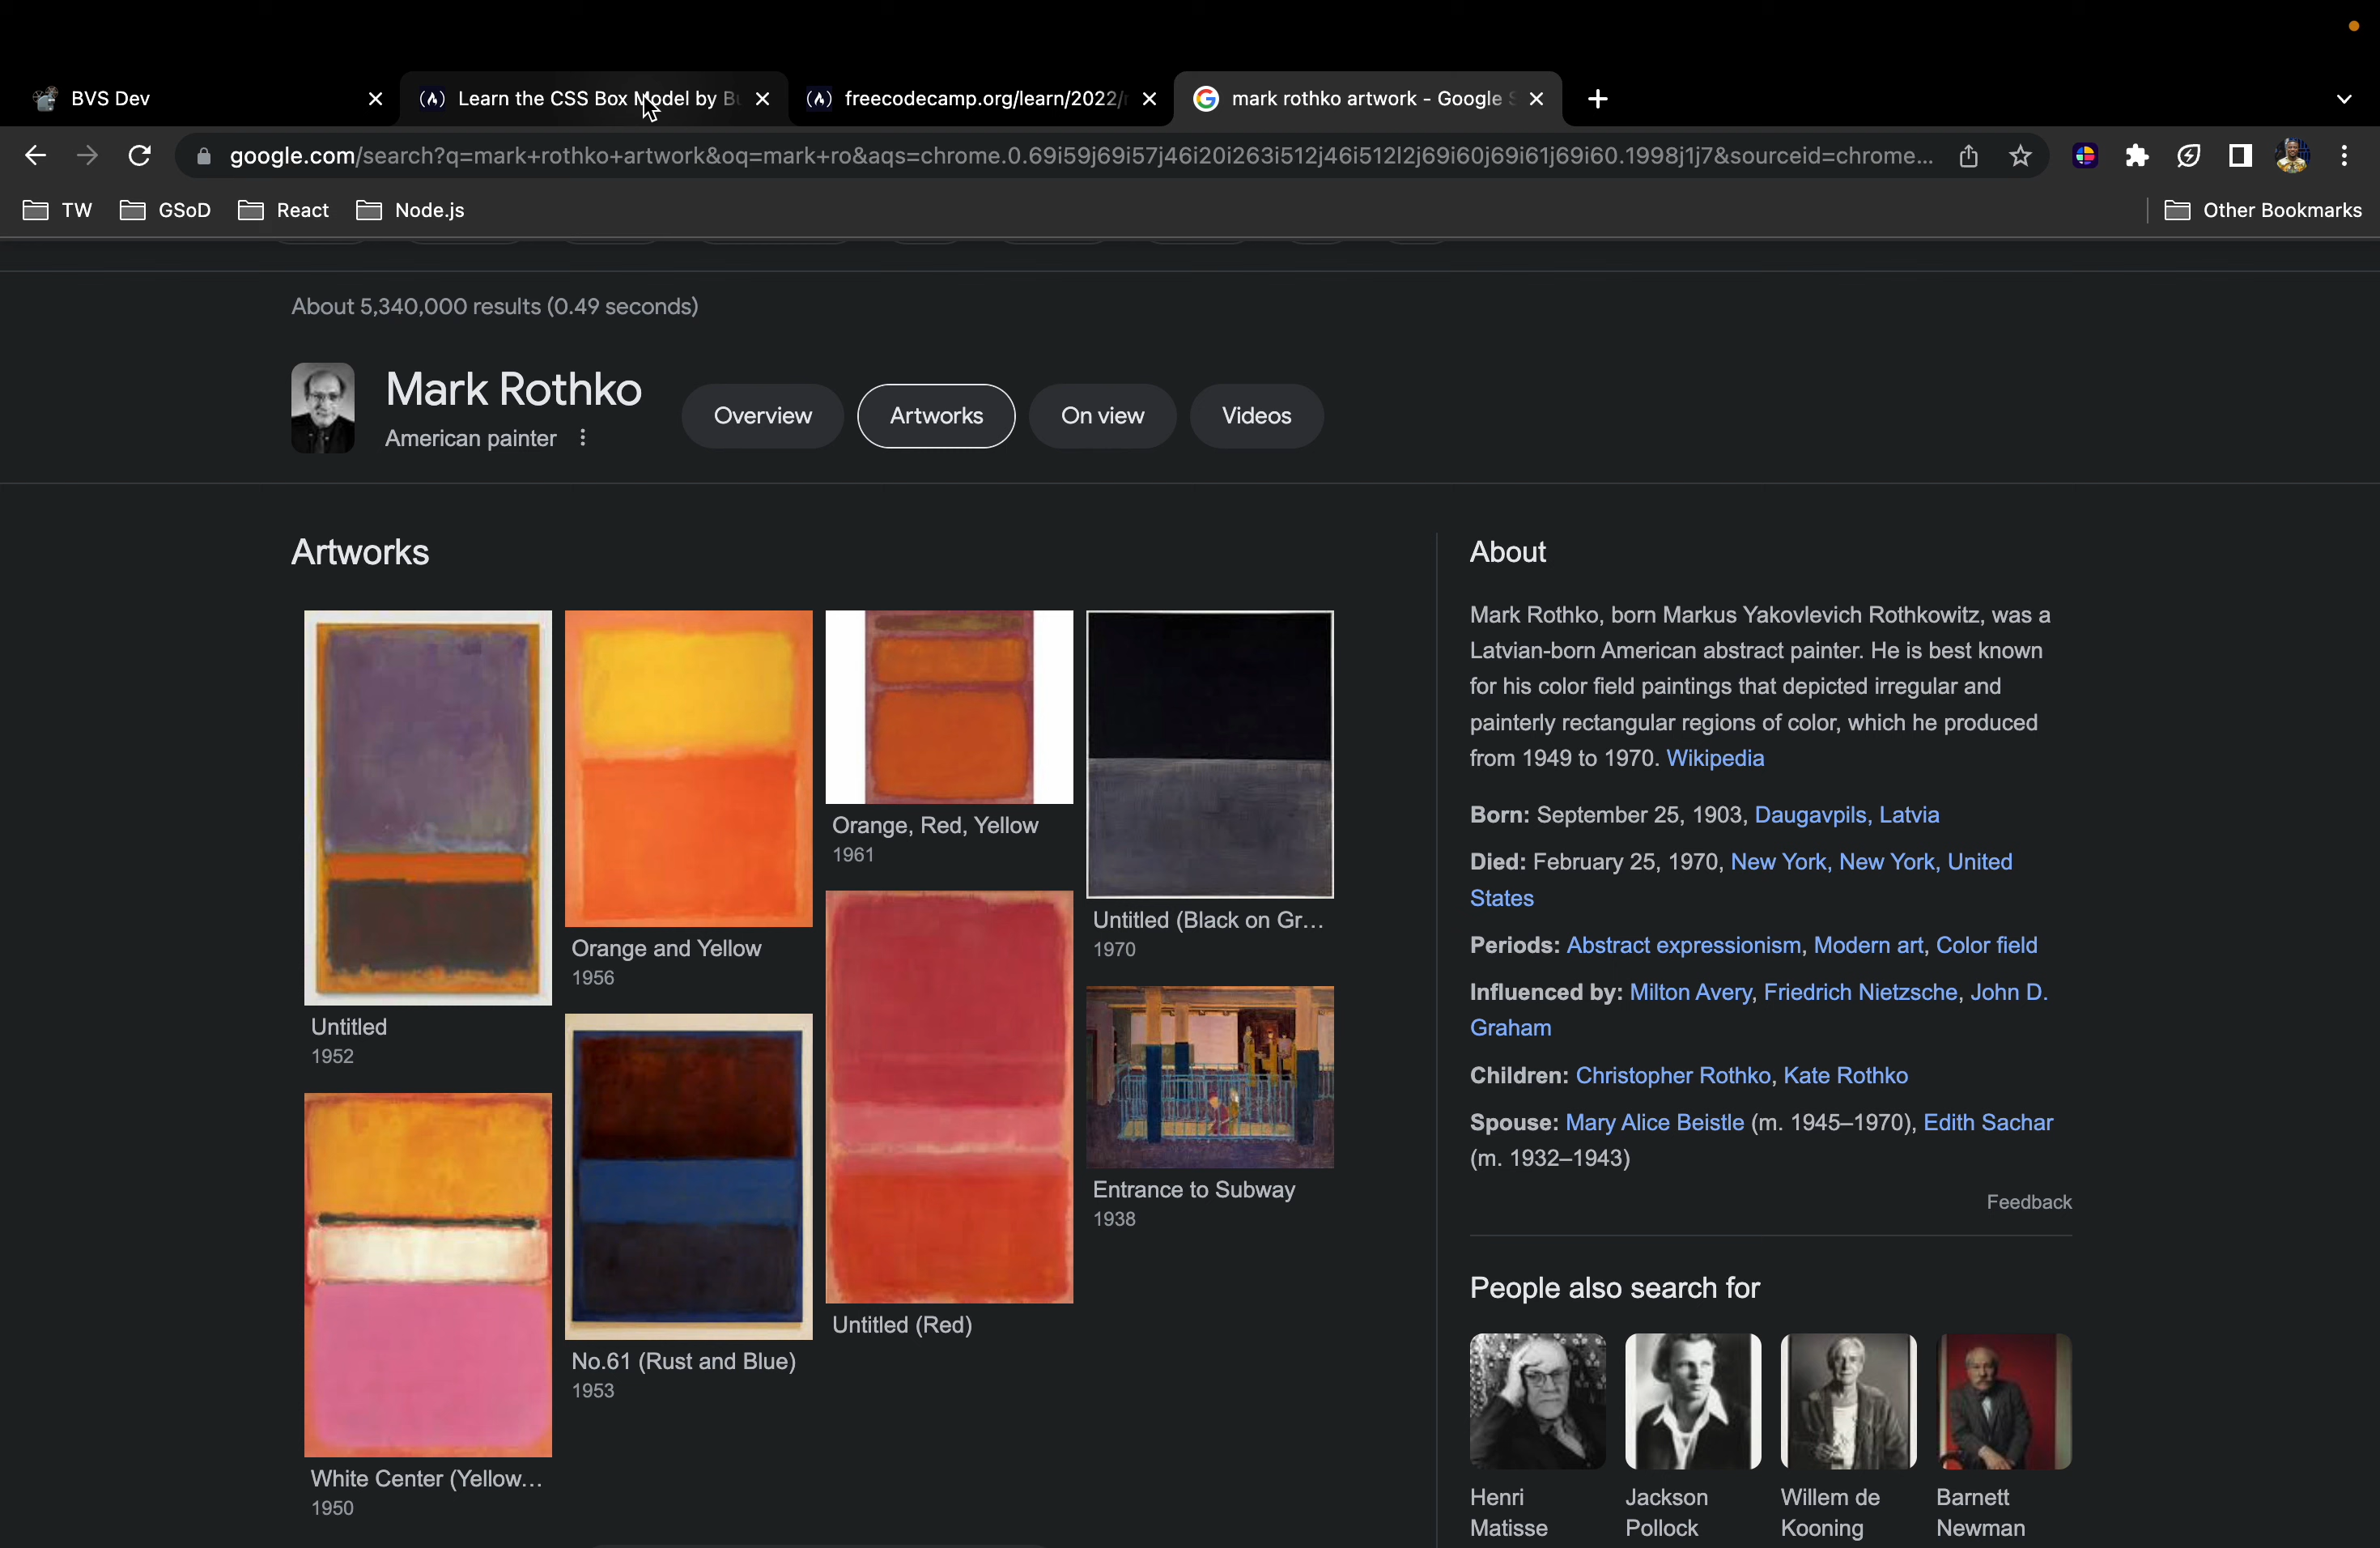 BVS Dev
Learn the CSS Box Model by Bu
freecodecamp.org/learn/2022/
mark rothko artwork - Google S
google.com/search?q=mark+rothko+artwork&oq=mark+ro&aqs=chrome.0.69i59j69i57j46i20i263i512j46i512l2j69i60j69i61j69i60.1998j1j7&sourceid=chrome...
TW
GSoD
React
Node.js
Other Bookmarks
About 5,340,000 results (0.49 seconds)
Mark Rothko
American painter
Overview
Artworks
On view
Videos
Artworks
Untitled
1952
White Center (Yellow...
1950
Orange and Yellow
1956
No.61 (Rust and Blue)
1953
Orange, Red, Yellow
1961
Untitled (Red)
Untitled (Black on Gr...
1970
Entrance to Subway
1938
About
Mark Rothko, born Markus Yakovlevich Rothkowitz, was a
Latvian-born American abstract painter. He is best known
for his color field paintings that depicted irregular and
painterly rectangular regions of color, which he produced
from 1949 to 1970. Wikipedia
Born: September 25, 1903, Daugavpils, Latvia
Died: February 25, 1970, New York, New York, United
States
Periods: Abstract expressionism, Modern art, Color field
Influenced by: Milton Avery, Friedrich Nietzsche, John D.
Graham
Children: Christopher Rothko, Kate Rothko
Spouse: Mary Alice Beistle (m. 1945–1970), Edith Sachar
(m. 1932–1943)
Feedback
People also search for
Henri
Matisse
Jackson
Pollock
Willem de
Kooning
Barnett
Newman